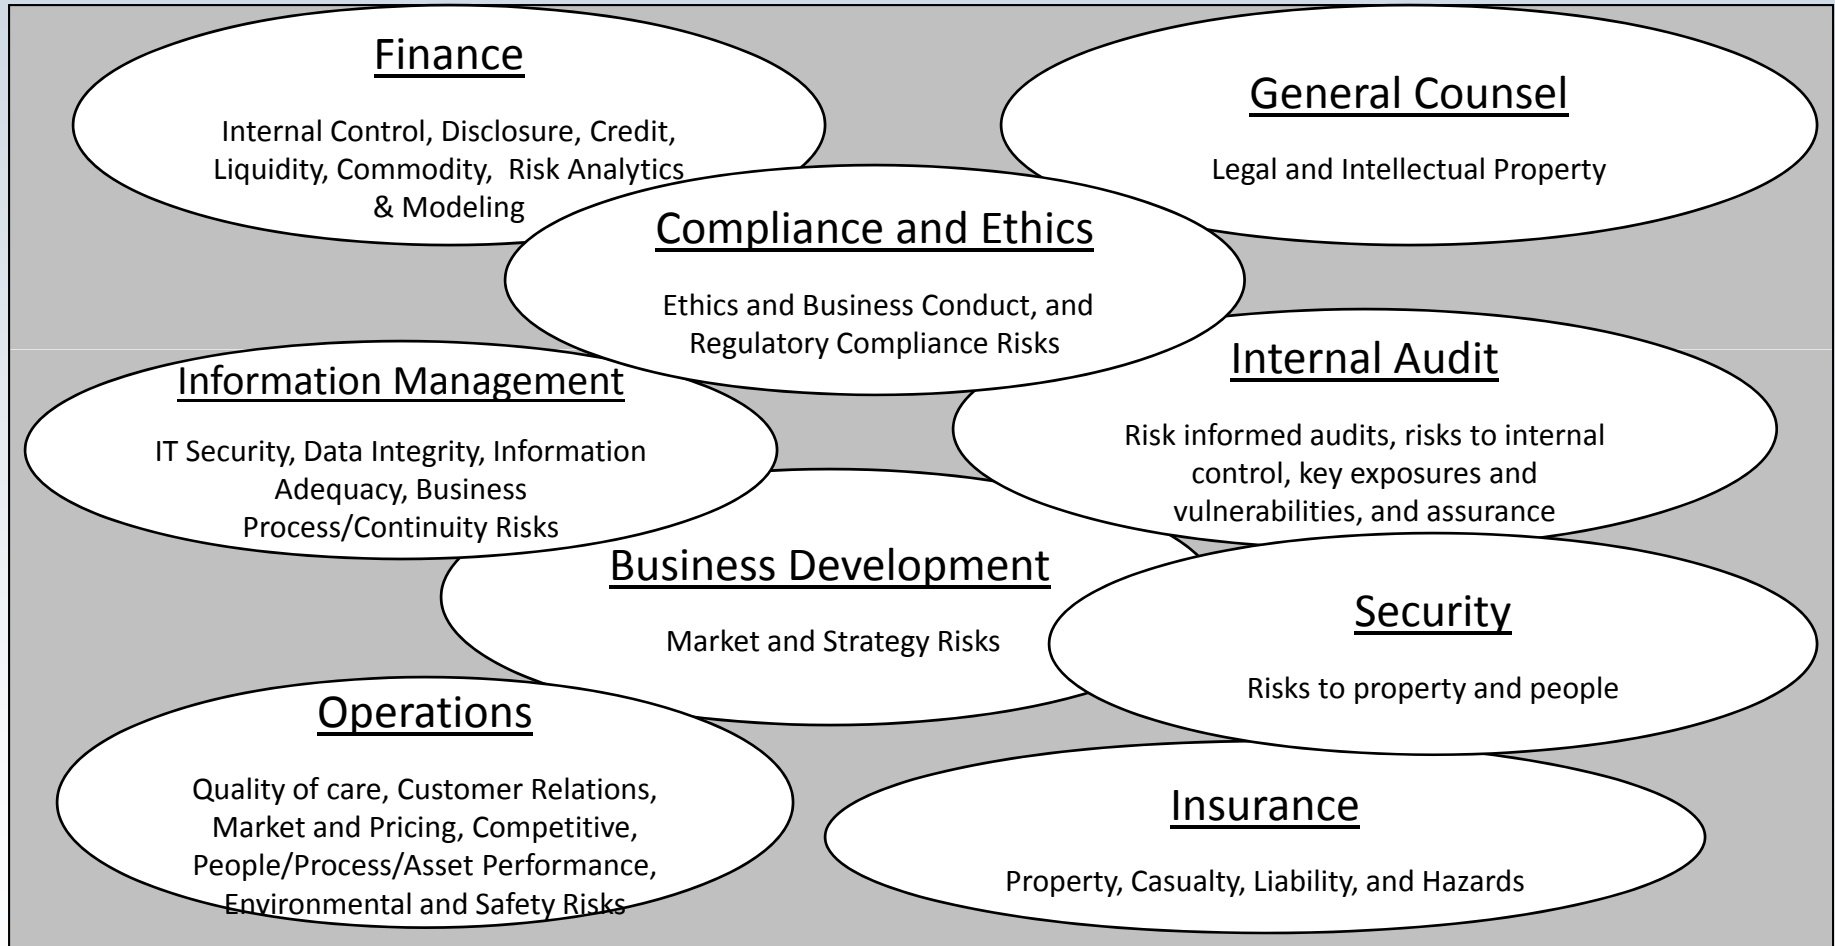 Finance
Internal Control, Disclosure, Credit,
Liquidity, Commodity, Risk Analytics
& Modeling
General Counsel
Legal and Intellectual Property
Compliance and Ethics
Ethics and Business Conduct, and
Regulatory Compliance Risks
Information Management
IT Security, Data Integrity, Information
Adequacy, Business
Process/Continuity Risks
Internal Audit
Risk informed audits, risks to internal
control, key exposures and
vulnerabilities, and assurance
Business Development
Market and Strategy Risks
Security
Risks to property and people
Operations
Quality of care, Customer Relations,
Market and Pricing, Competitive,
People/Process/Asset Performance,
Environmental and Safety Risks
Insurance
Property, Casualty, Liability, and Hazards